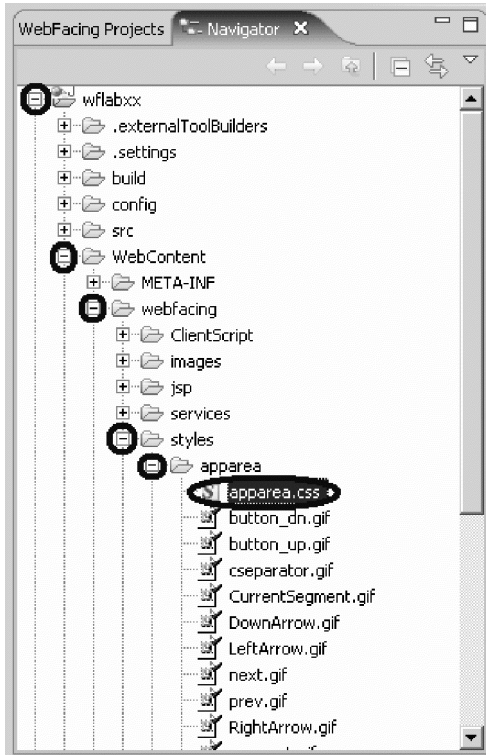 WebFacing Projects Navigator
wflabxx
.externalToolBuilders
.settings
build
config
src
WebContent
META-INF
webfacing
ClientScript
images
jsp
services
styles
apparea
apparea.css
button_dn.gif
button_up.gif
cseparator.gif
CurrentSegment.gif
DownArrow.gif
LeftArrow.gif
next.gif
prev.gif
RightArrow.gif